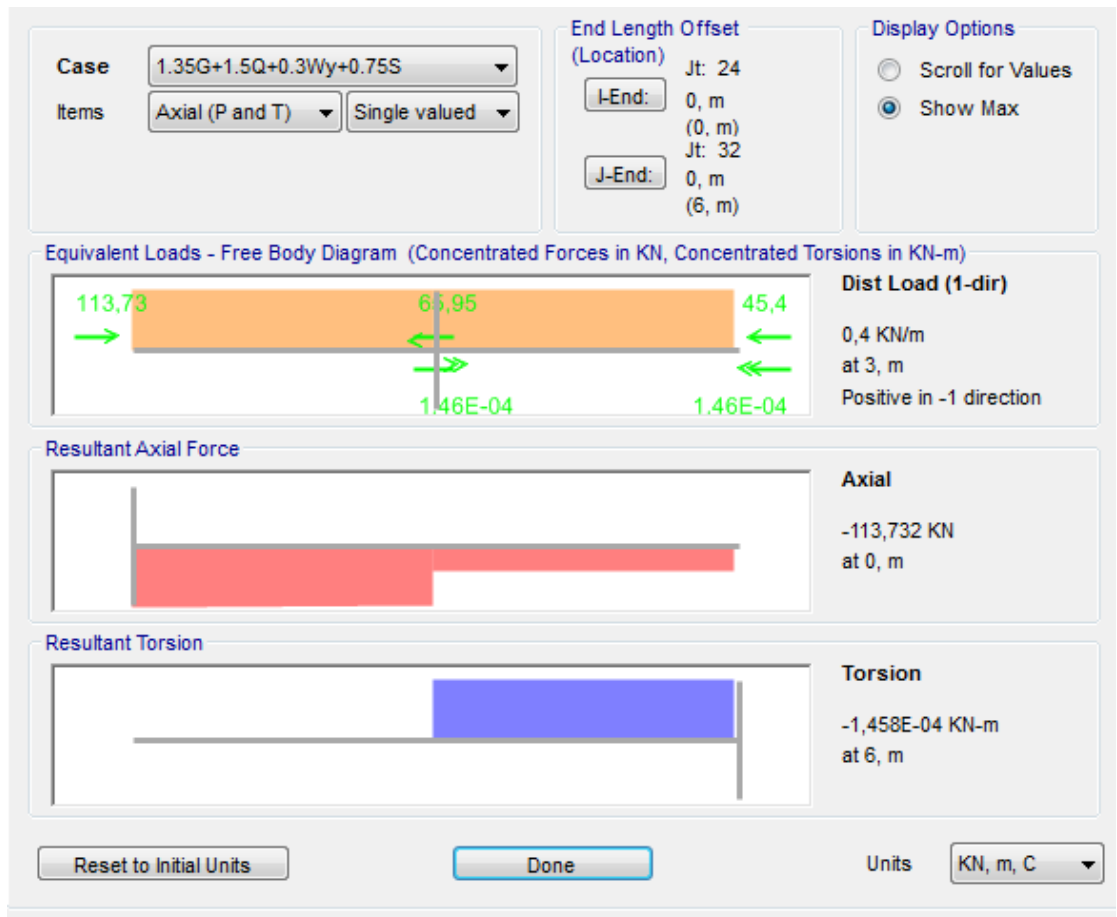 Case
1.35G+1.5Q+0.3Wy+0.75S
Items
Axial (P and T)
Single valued
End Length Offset
(Location)
I-End:
Jt: 24
0, m
(0, m)
J-End:
Jt: 32
0, m
(6, m)
Display Options
Scroll for Values
Show Max
Equivalent Loads - Free Body Diagram (Concentrated Forces in KN, Concentrated Torsions in KN-m)
113,73
65,95
45,4
1,46E-04
1,46E-04
Dist Load (1-dir)
0,4 KN/m
at 3, m
Positive in -1 direction
Resultant Axial Force
Axial
-113,732 KN
at 0, m
Resultant Torsion
Torsion
-1,458E-04 KN-m
at 6, m
Reset to Initial Units
Done
Units
KN, m, C